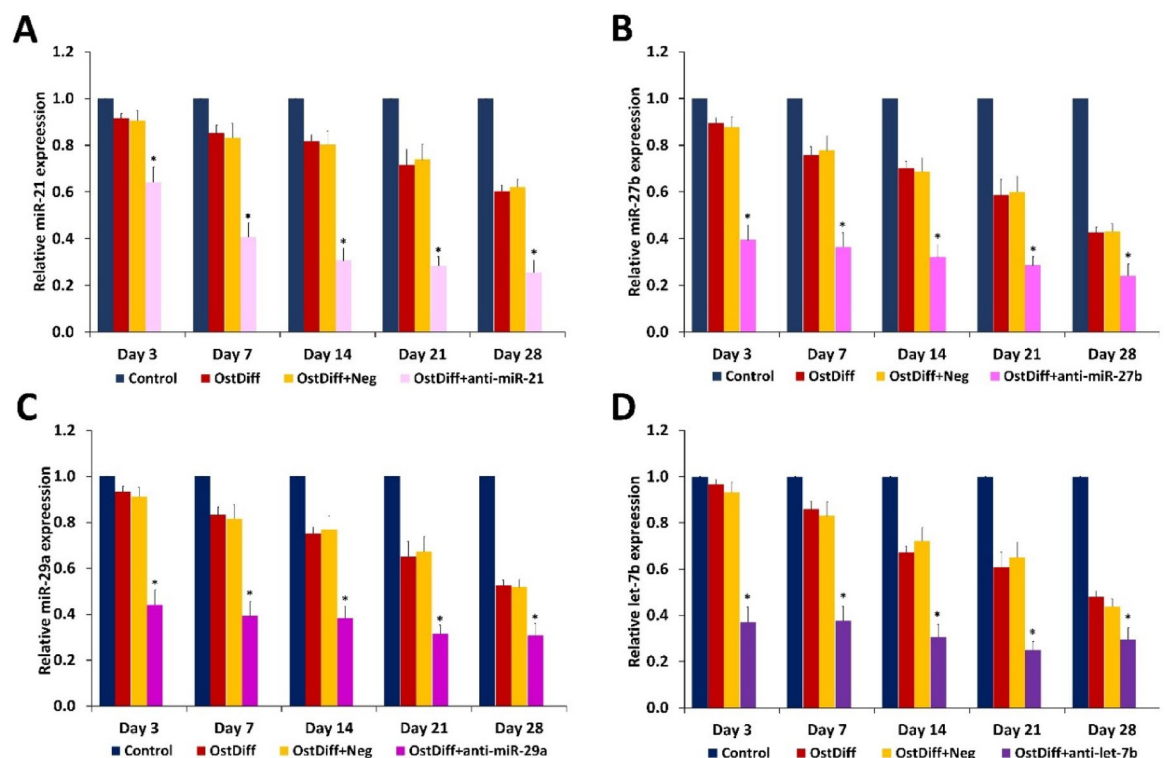 A
Relative miR-21 expreession
1.2
1.0
0.8
0.6
0.4
0.2
0.0
* * * * *
Day 3 Day 7 Day 14 Day 21 Day 28
Control OstDiff OstDiff+Neg OstDiff+anti-miR-21
B
Relative miR-27b expreession
1.2
1.0
0.8
0.6
0.4
0.2
0.0
* * * * *
Day 3 Day 7 Day 14 Day 21 Day 28
Control OstDiff OstDiff+Neg OstDiff+anti-miR-27b
C
Relative miR-29a expreession
1.2
1.0
0.8
0.6
0.4
0.2
0.0
* * * * *
Day 3 Day 7 Day 14 Day 21 Day 28
Control OstDiff OstDiff+Neg OstDiff+anti-miR-29a
D
Relative let-7b expreession
1.2
1.0
0.8
0.6
0.4
0.2
0.0
* * * * *
Day 3 Day 7 Day 14 Day 21 Day 28
Control OstDiff OstDiff+Neg OstDiff+anti-let-7b